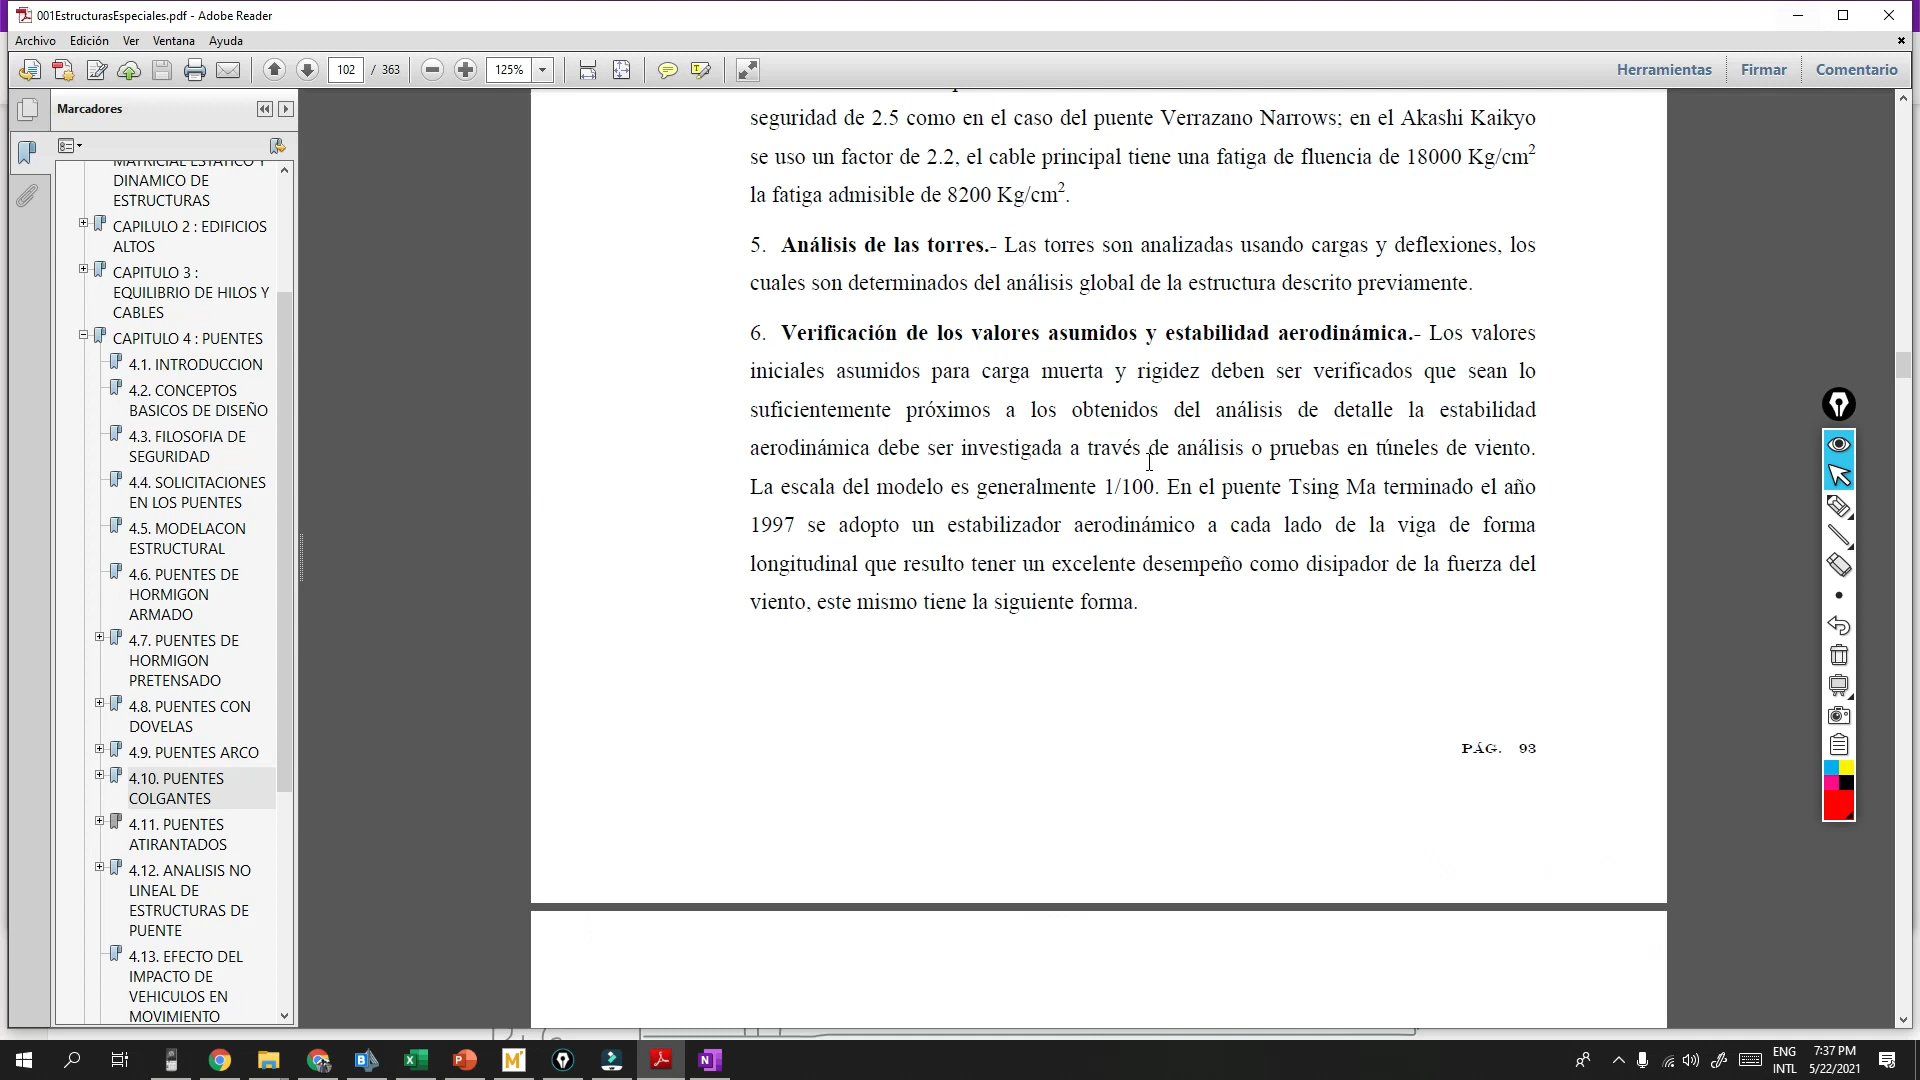 001EstructurasEspeciales.pdf - Adobe Reader
Archivo Edición Ver Ventana Ayuda
102 / 363 125% Herramientas Firmar Comentario
Marcadores
MATRICIAL ESTATICO Y
DINAMICO DE
ESTRUCTURAS
CAPILULO 2 : EDIFICIOS
ALTOS
CAPITULO 3 :
EQUILIBRIO DE HILOS Y
CABLES
CAPITULO 4 : PUENTES
4.1. INTRODUCCION
4.2. CONCEPTOS
BASICOS DE DISEÑO
4.3. FILOSOFIA DE
SEGURIDAD
4.4. SOLICITACIONES
EN LOS PUENTES
4.5. MODELACON
ESTRUCTURAL
4.6. PUENTES DE
HORMIGON
ARMADO
4.7. PUENTES DE
HORMIGON
PRETENSADO
4.8. PUENTES CON
DOVELAS
4.9. PUENTES ARCO
4.10. PUENTES
COLGANTES
4.11. PUENTES
ATIRANTADOS
4.12. ANALISIS NO
LINEAL DE
ESTRUCTURAS DE
PUENTE
4.13. EFECTO DEL
IMPACTO DE
VEHICULOS EN
MOVIMIENTO
seguridad de 2.5 como en el caso del puente Verrazano Narrows; en el Akashi Kaikyo
se uso un factor de 2.2, el cable principal tiene una fatiga de fluencia de 18000 Kg/cm²
la fatiga admisible de 8200 Kg/cm².
5. Análisis de las torres.- Las torres son analizadas usando cargas y deflexiones, los
cuales son determinados del análisis global de la estructura descrito previamente.
6. Verificación de los valores asumidos y estabilidad aerodinámica.- Los valores
iniciales asumidos para carga muerta y rigidez deben ser verificados que sean lo
suficientemente próximos a los obtenidos del análisis de detalle la estabilidad
aerodinámica debe ser investigada a través de análisis o pruebas en túneles de viento.
La escala del modelo es generalmente 1/100. En el puente Tsing Ma terminado el año
1997 se adopto un estabilizador aerodinámico a cada lado de la viga de forma
longitudinal que resulto tener un excelente desempeño como disipador de la fuerza del
viento, este mismo tiene la siguiente forma.
PÁG. 93
ENG
INTL
7:37 PM
5/22/2021